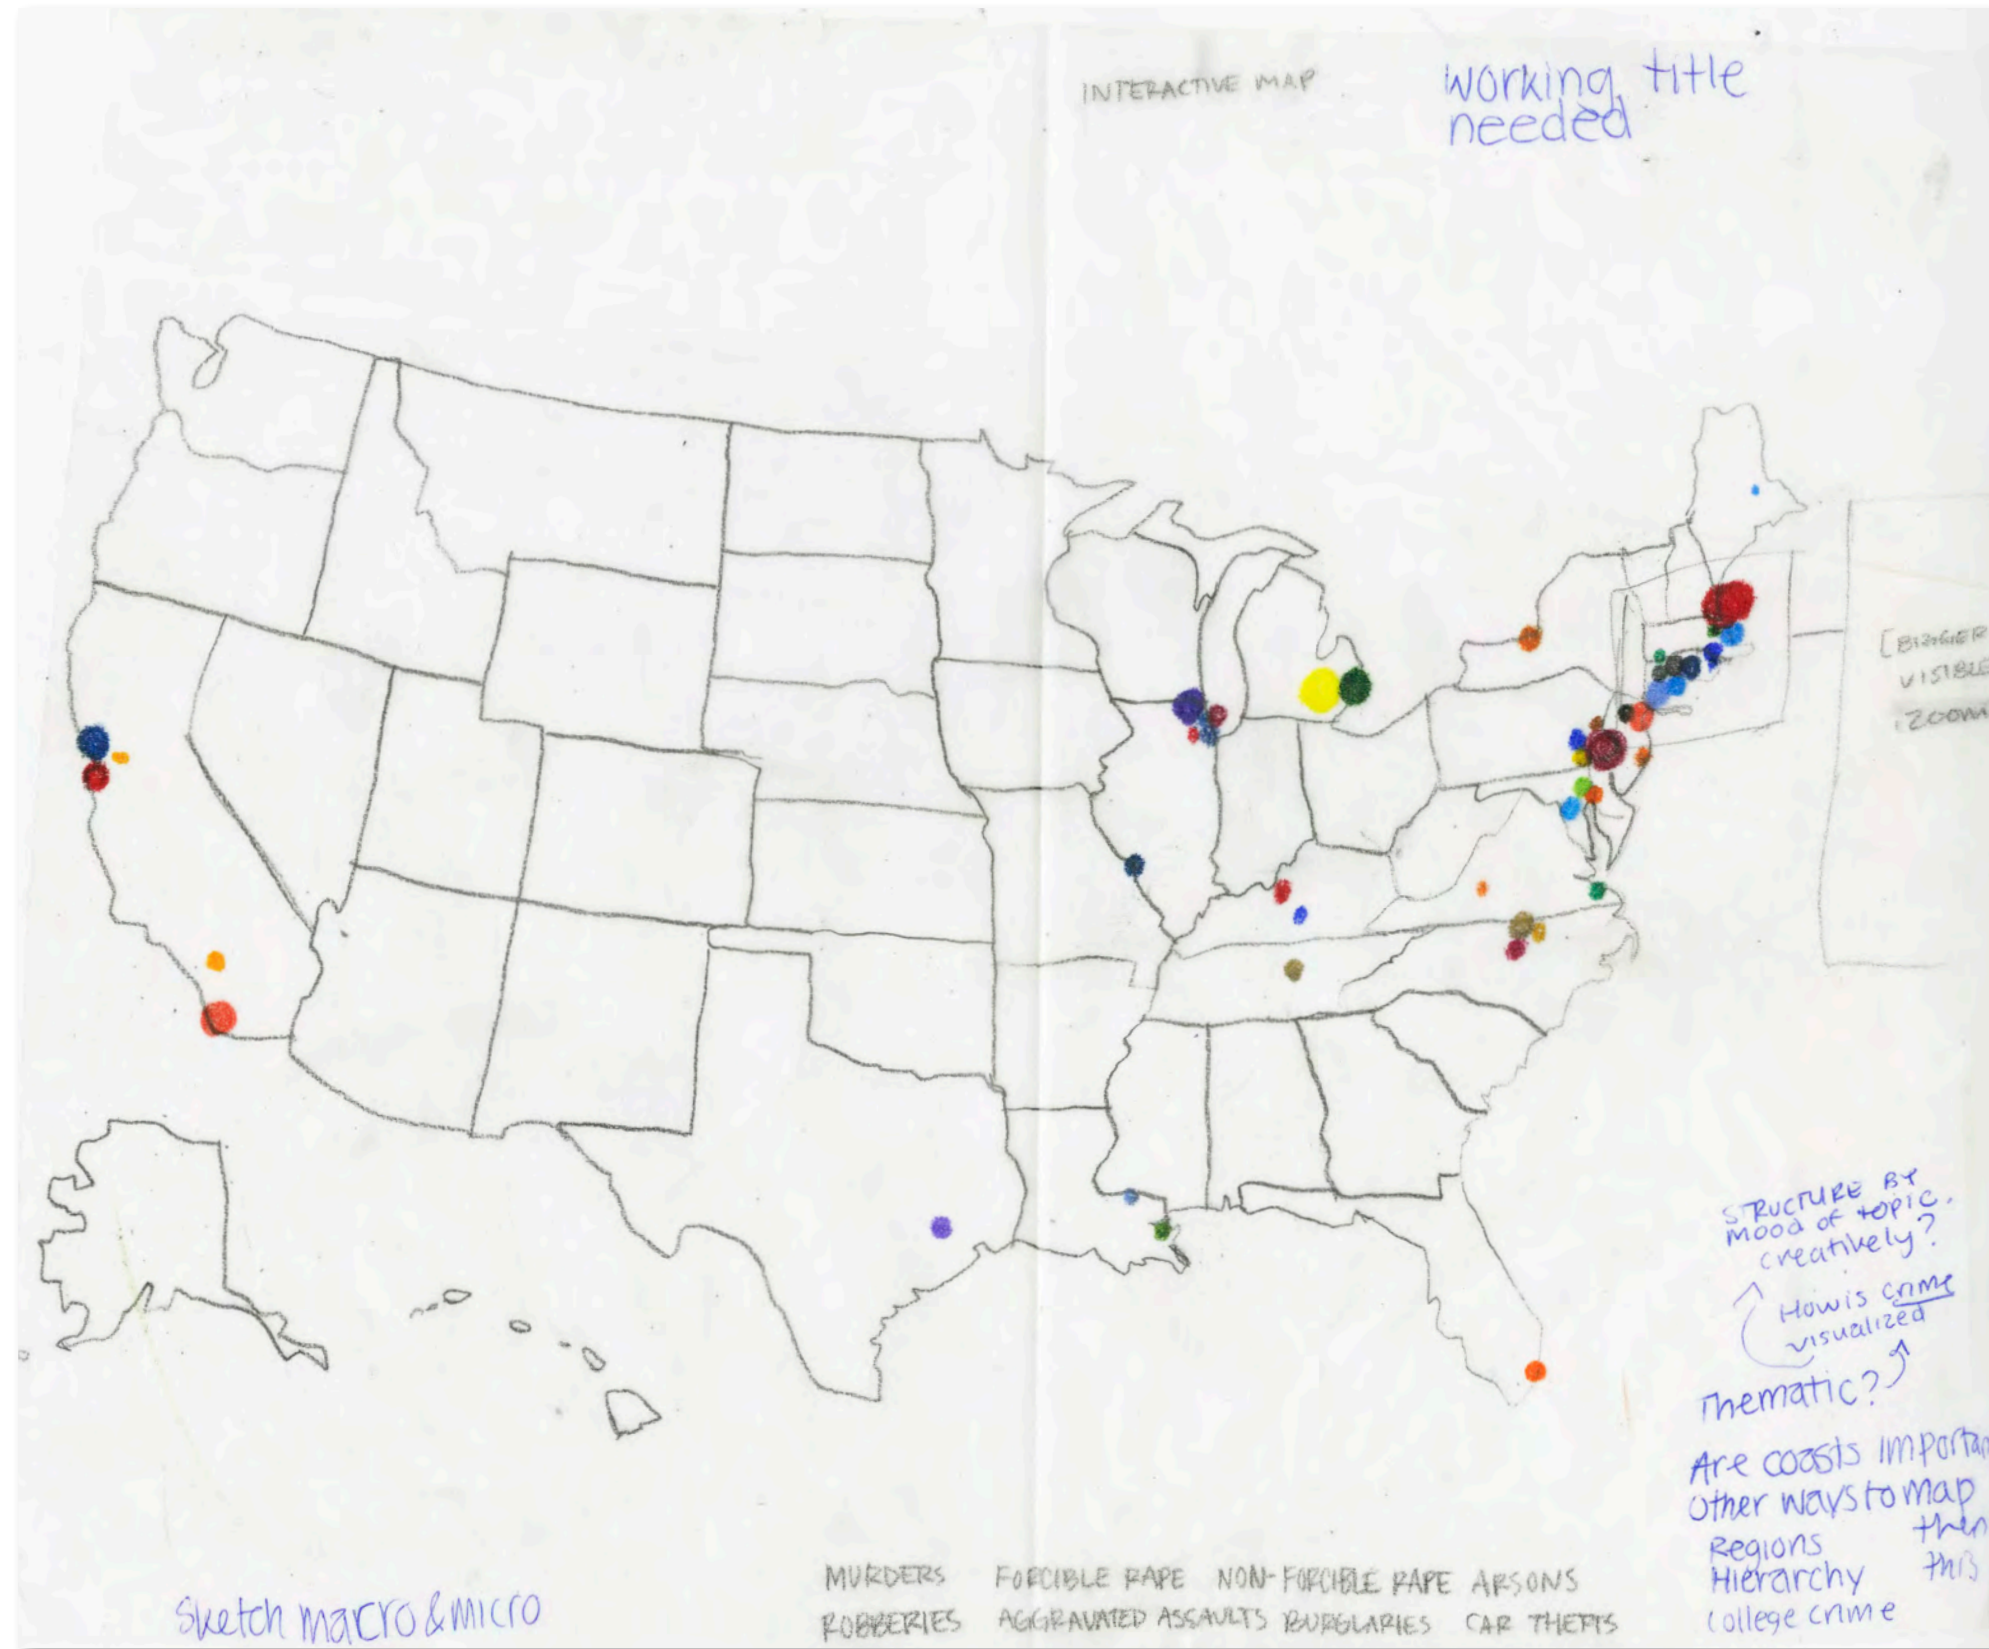 INTERACTIVE MAP
working title
needed
[BIGGER
VISIBLE
ZOOM
STRUCTURE BY
MOOD OF TOPIC.
creatively?
How is crime
visualized
Thematic?
Are coasts importan
other ways to map
then
Regions
this
Hierarchy
college crime
MURDERS FORCIBLE RAPE NON-FORCIBLE RAPE ARSONS
ROBBERIES AGGRAVATED ASSAULTS BURGLARIES CAR THEFTS
Sketch macro & micro